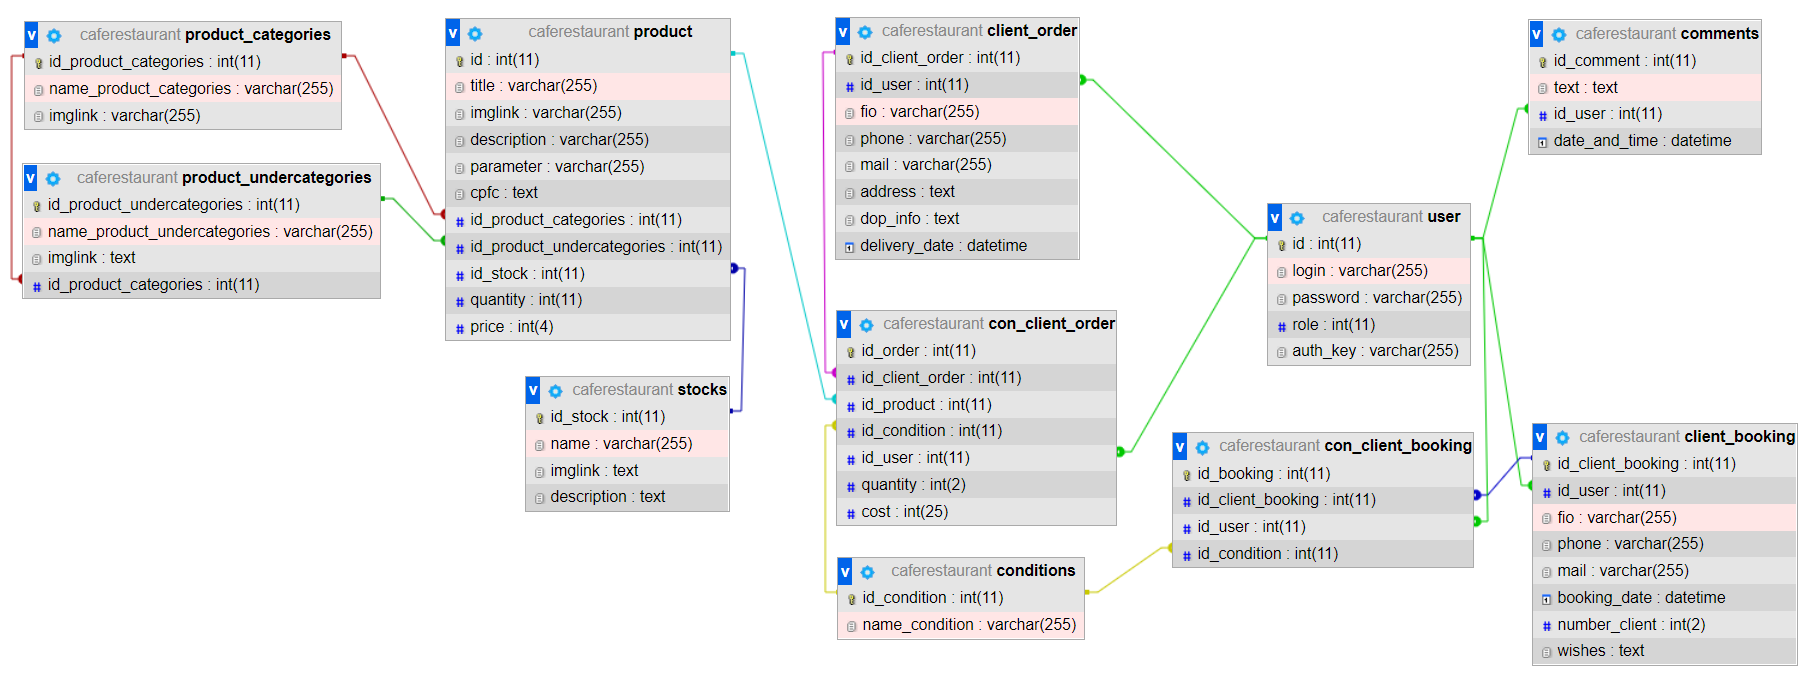 v caferestaurant product_categories
id_product_categories : int(11)
name_product_categories : varchar(255)
imglink : varchar(255)
v caferestaurant product_undercategories
id_product_undercategories : int(11)
name_product_undercategories : varchar(255)
imglink : text
# id_product_categories : int(11)
v caferestaurant product
id : int(11)
title : varchar(255)
imglink : varchar(255)
description : varchar(255)
parameter : varchar(255)
cpfc : text
# id_product_categories : int(11)
# id_product_undercategories : int(11)
# id_stock : int(11)
# quantity : int(11)
# price : int(4)
v caferestaurant stocks
id_stock : int(11)
name : varchar(255)
imglink : text
description : text
v caferestaurant client_order
id_client_order : int(11)
# id_user : int(11)
fio : varchar(255)
phone : varchar(255)
mail : varchar(255)
address : text
dop_info : text
delivery_date : datetime
v caferestaurant con_client_order
id_order : int(11)
# id_client_order : int(11)
# id_product : int(11)
# id_condition : int(11)
# id_user : int(11)
# quantity : int(2)
# cost : int(25)
v caferestaurant conditions
id_condition : int(11)
name_condition : varchar(255)
v caferestaurant user
id : int(11)
login : varchar(255)
password : varchar(255)
# role : int(11)
auth_key : varchar(255)
v caferestaurant con_client_booking
id_booking : int(11)
# id_client_booking : int(11)
# id_user : int(11)
# id_condition : int(11)
v caferestaurant comments
id_comment : int(11)
text : text
# id_user : int(11)
date_and_time : datetime
v caferestaurant client_booking
id_client_booking : int(11)
# id_user : int(11)
fio : varchar(255)
phone : varchar(255)
mail : varchar(255)
booking_date : datetime
# number_client : int(2)
wishes : text